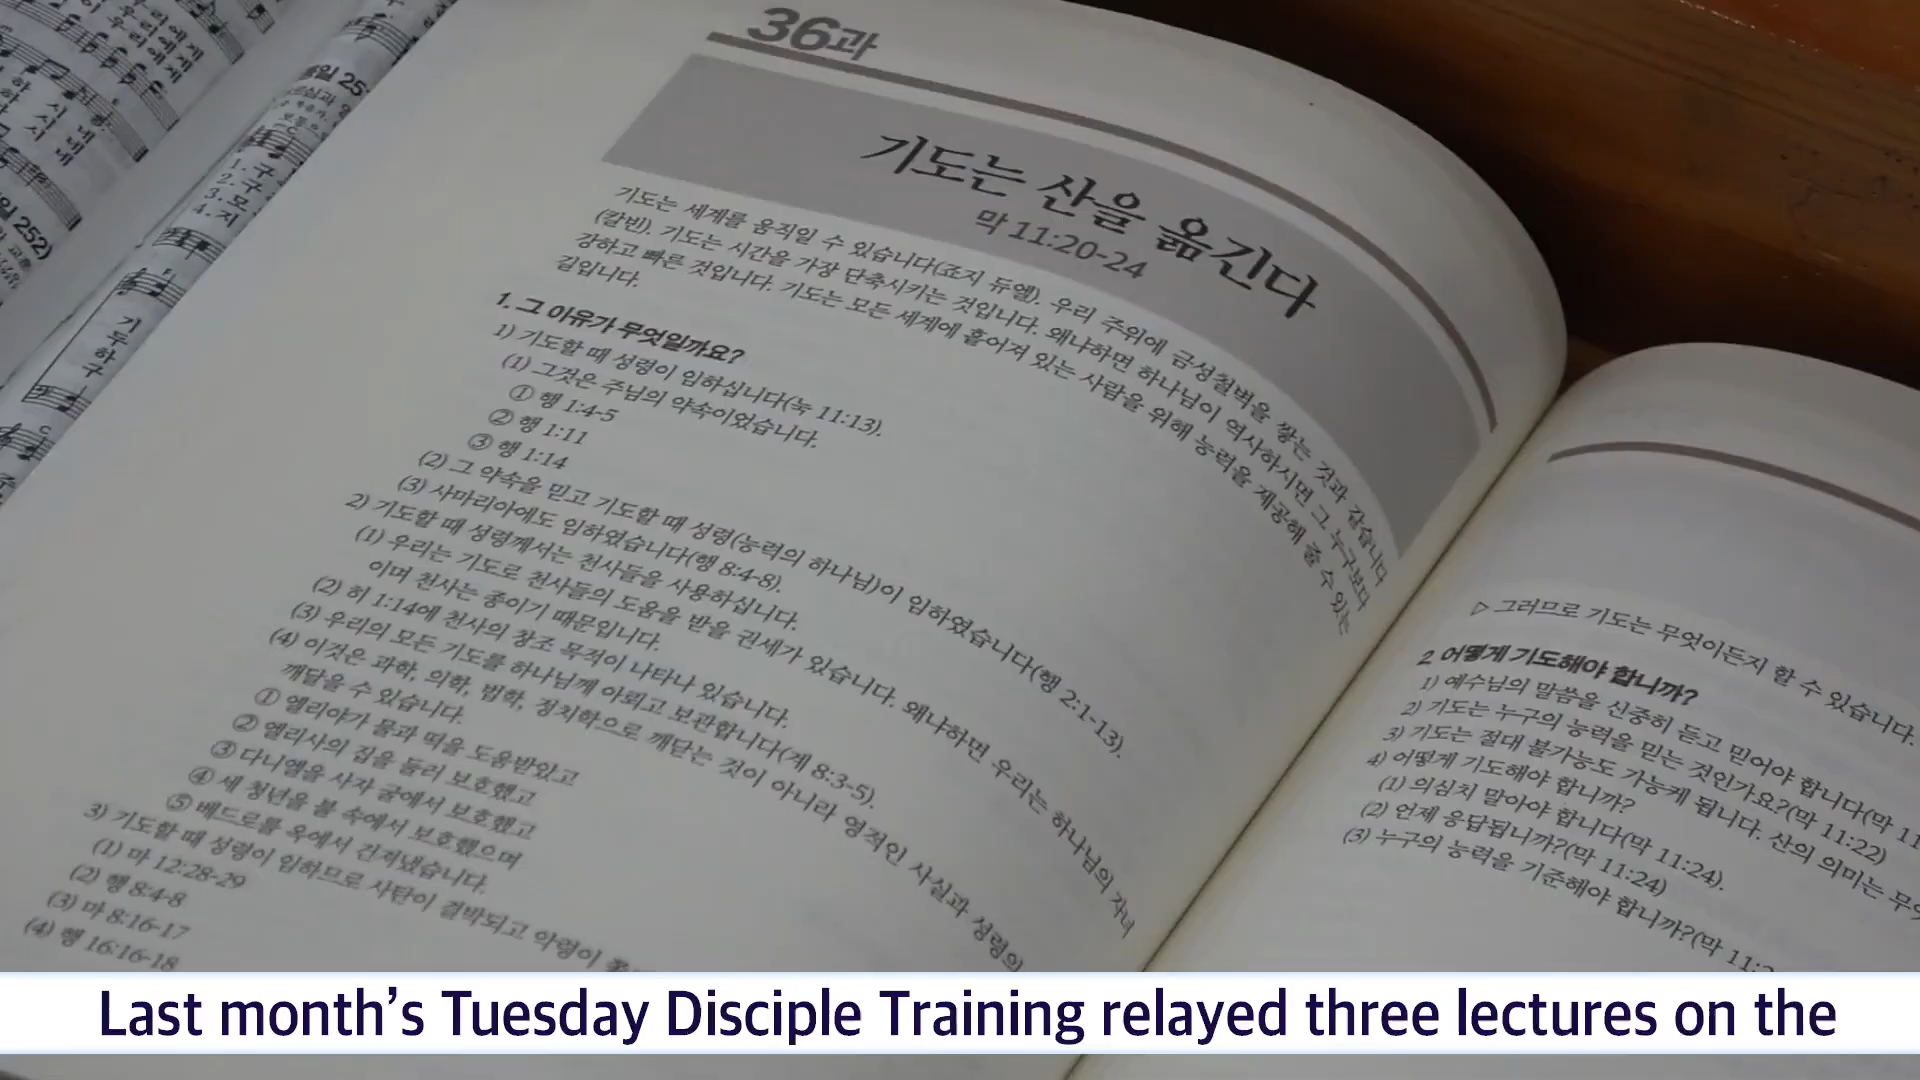 36과
기도는 산을 옮긴다
막 11:20-24
기도는 세계를 움직일 수 있습니다(죠지 듀엘). 우리 주위에 금성철벽을 쌓는 것과 같습니다
(칼빈). 기도는 시간을 가장 단축시키는 것입니다. 왜냐하면 하나님이 역사하시면 그 누구보다
강하고 빠른 것입니다. 기도는 모든 세계에 흩어져 있는 사람을 위해 능력을 제공해 줄 수 있는
길입니다.
1. 그 이유가 무엇일까요?
1) 기도할 때 성령이 임하십니다(눅 11:13).
(1) 그것은 주님의 약속이었습니다.
① 행 1:4-5
② 행 1:11
③ 행 1:14
(2) 그 약속을 믿고 기도할 때 성령(능력의 하나님)이 임하였습니다(행 2:1-13).
(3) 사마리아에도 임하였습니다(행 8:4-8).
2) 기도할 때 성령께서는 천사들을 사용하십니다.
(1) 우리는 기도로 천사들의 도움을 받을 권세가 있습니다. 왜냐하면 우리는 하나님의 자녀
이며 천사는 종이기 때문입니다.
(2) 히 1:14에 천사의 창조 목적이 나타나 있습니다.
(3) 우리의 모든 기도를 하나님께 아뢰고 보관합니다(계 8:3-5).
(4) 이것은 과학, 의학, 법학, 정치학으로 깨닫는 것이 아니라 영적인 사실과 성령의
깨달을 수 있습니다.
① 엘리야가 물과 떡을 도움받았고
② 엘리사의 집을 둘러 보호했고
③ 다니엘을 사자 굴에서 보호했고
④ 세 청년을 불 속에서 보호했으며
⑤ 베드로를 옥에서 건져냈습니다.
3) 기도할 때 성령이 임하므로 사탄이 결박되고 악령이
(1) 마 12:28-29
(2) 행 8:4-8
(3) 마 8:16-17
(4) 행 16:16-18
▷ 그러므로 기도는 무엇이든지 할 수 있습니다.
2. 어떻게 기도해야 합니까?
1) 예수님의 말씀을 신중히 듣고 믿어야 합니다(막 11
2) 기도는 누구의 능력을 믿는 것인가요?(막 11:22)
3) 기도는 절대 불가능도 가능케 됩니다. 산의 의미는 무엇
4) 어떻게 기도해야 합니까?
(1) 의심치 말아야 합니다(막 11:24).
(2) 언제 응답됩니까?(막 11:24)
(3) 누구의 능력을 기준해야 합니까?(막 11:2
Last month’s Tuesday Disciple Training relayed three lectures on the